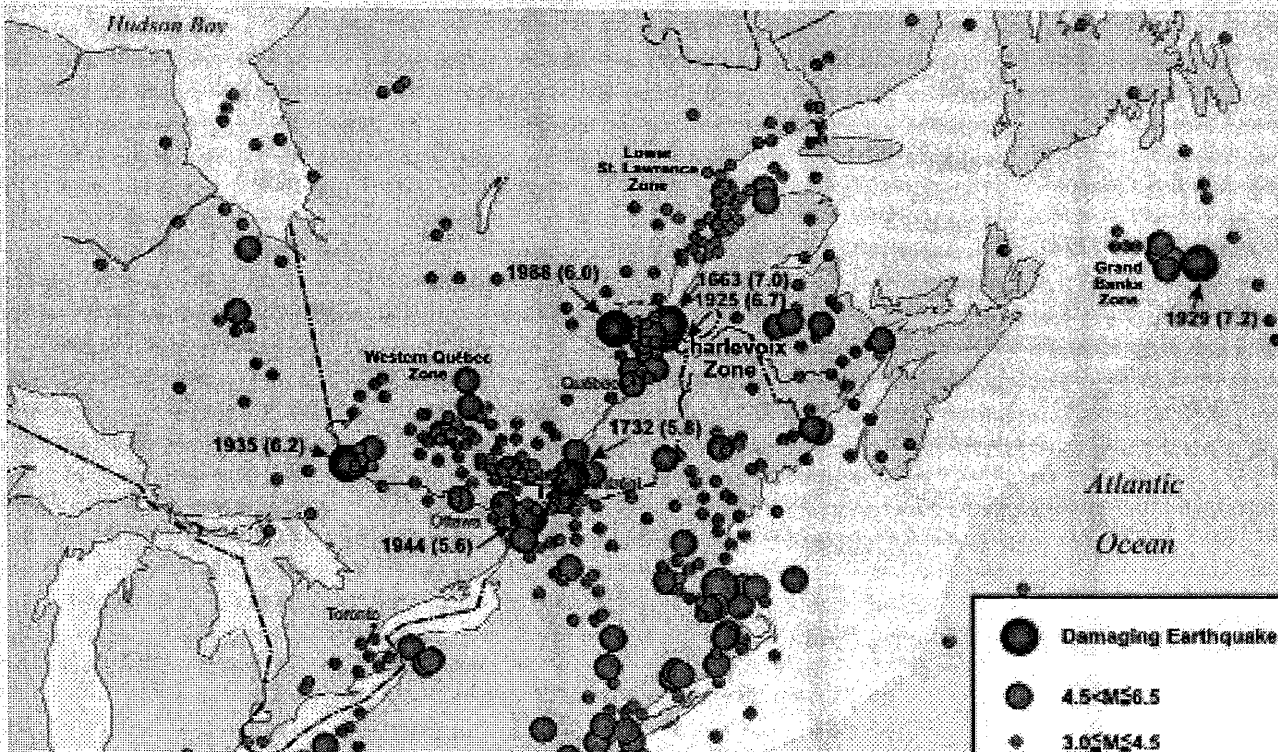 Hudson Bay
Lower
St. Lawrence
Zone
1988 (6.0)
1663 (7.0)
1925 (6.7)
Grand
Banks
Zone
1929 (7.2)
Charlevoix
Zone
Western Québec
Zone
Québec
1935 (6.2)
1732 (5.8)
Ottawa
1944 (5.6)
Toronto
Atlantic
Ocean
Damaging Earthquake
4.5<M≦6.5
3.0≦M≦4.5